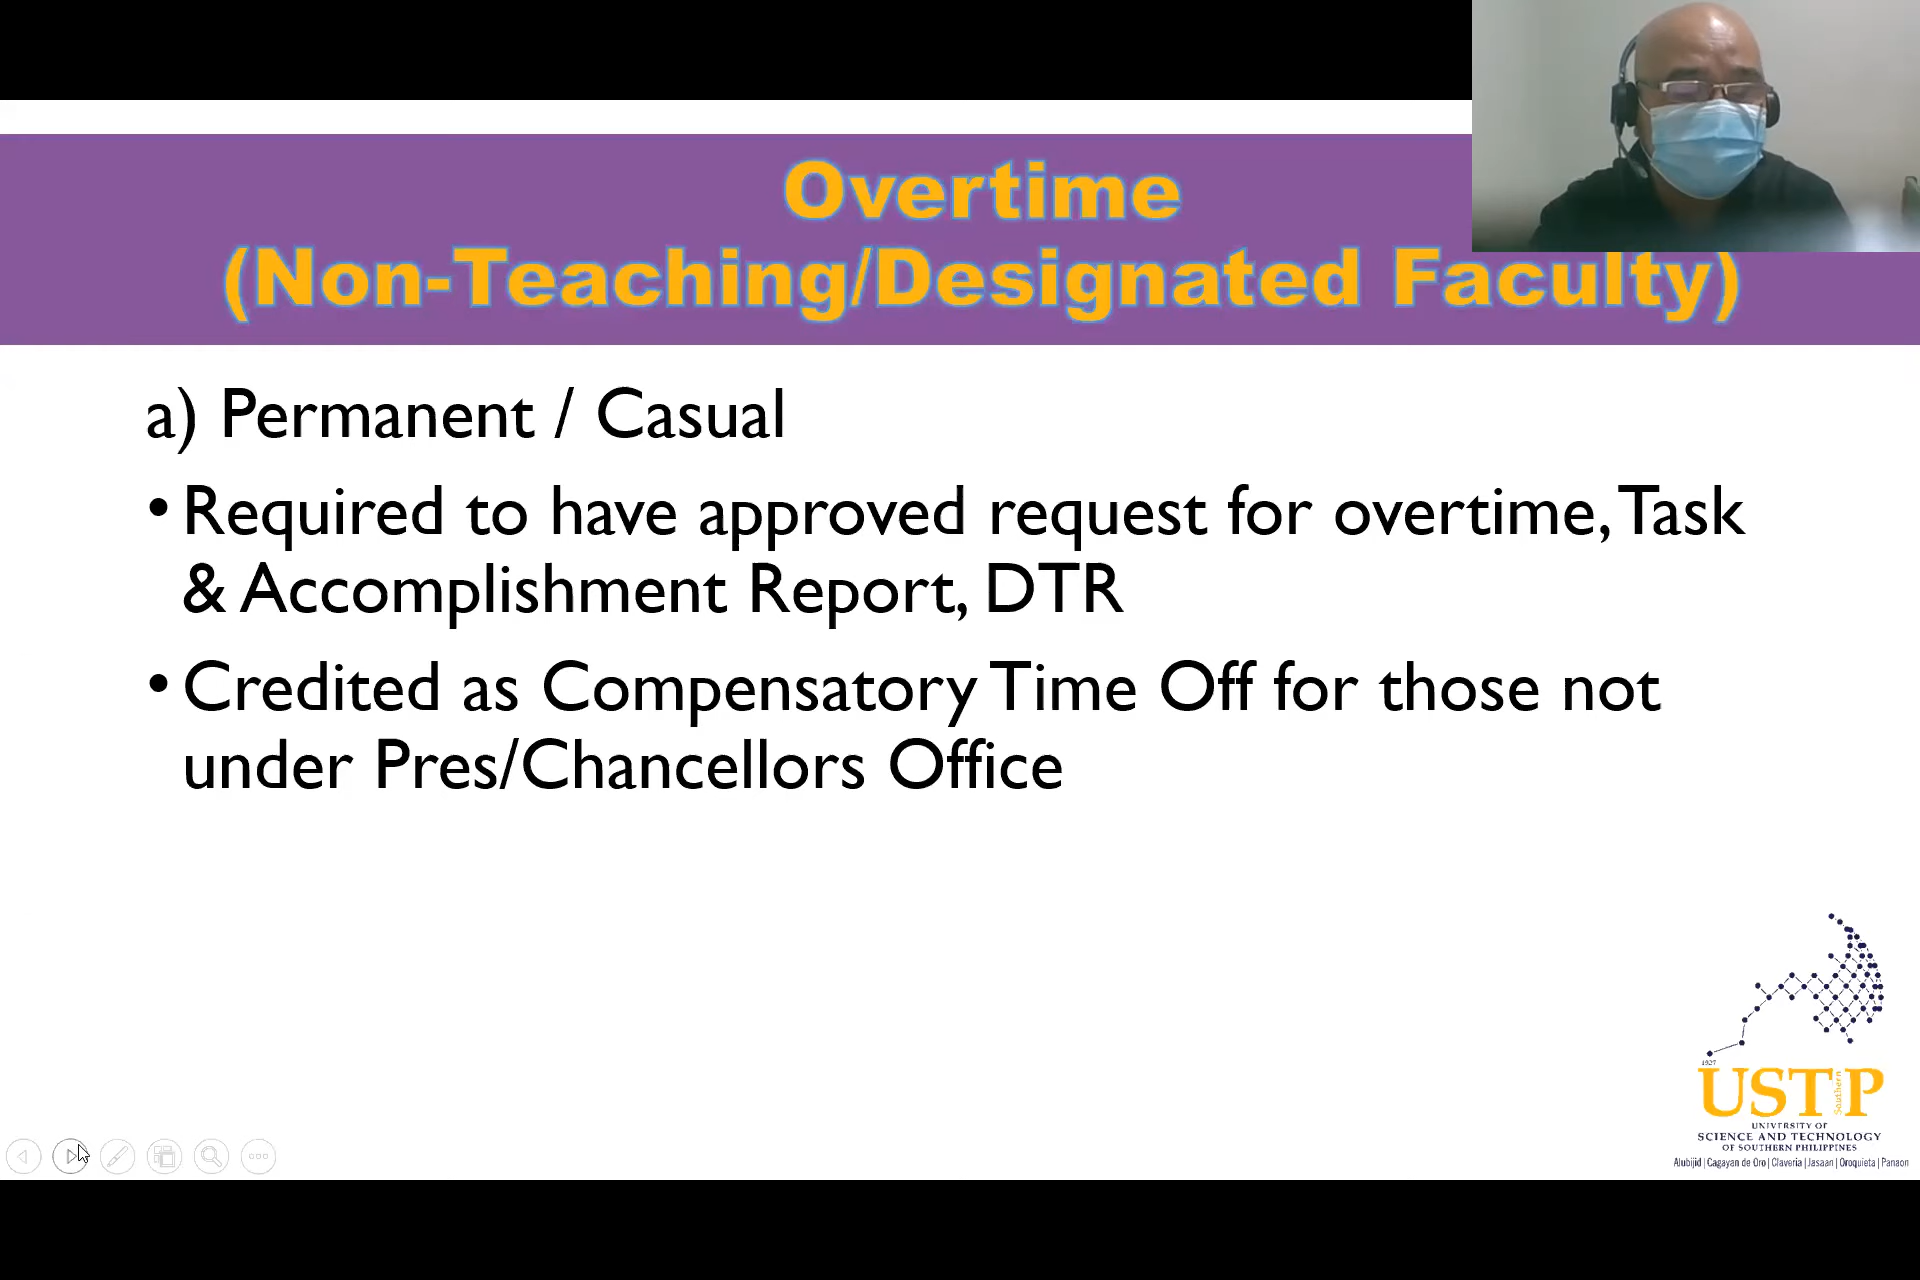 Overtime
(Non-Teaching/Designated Faculty)
a) Permanent / Casual
• Required to have approved request for overtime, Task
& Accomplishment Report, DTR
• Credited as Compensatory Time Off for those not
under Pres/Chancellors Office
1927
USTP
Southern
UNIVERSITY OF
SCIENCE AND TECHNOLOGY
OF SOUTHERN PHILIPPINES
Alubijid | Cagayan de Oro | Claveria | Jasaan | Oroquieta | Panaon